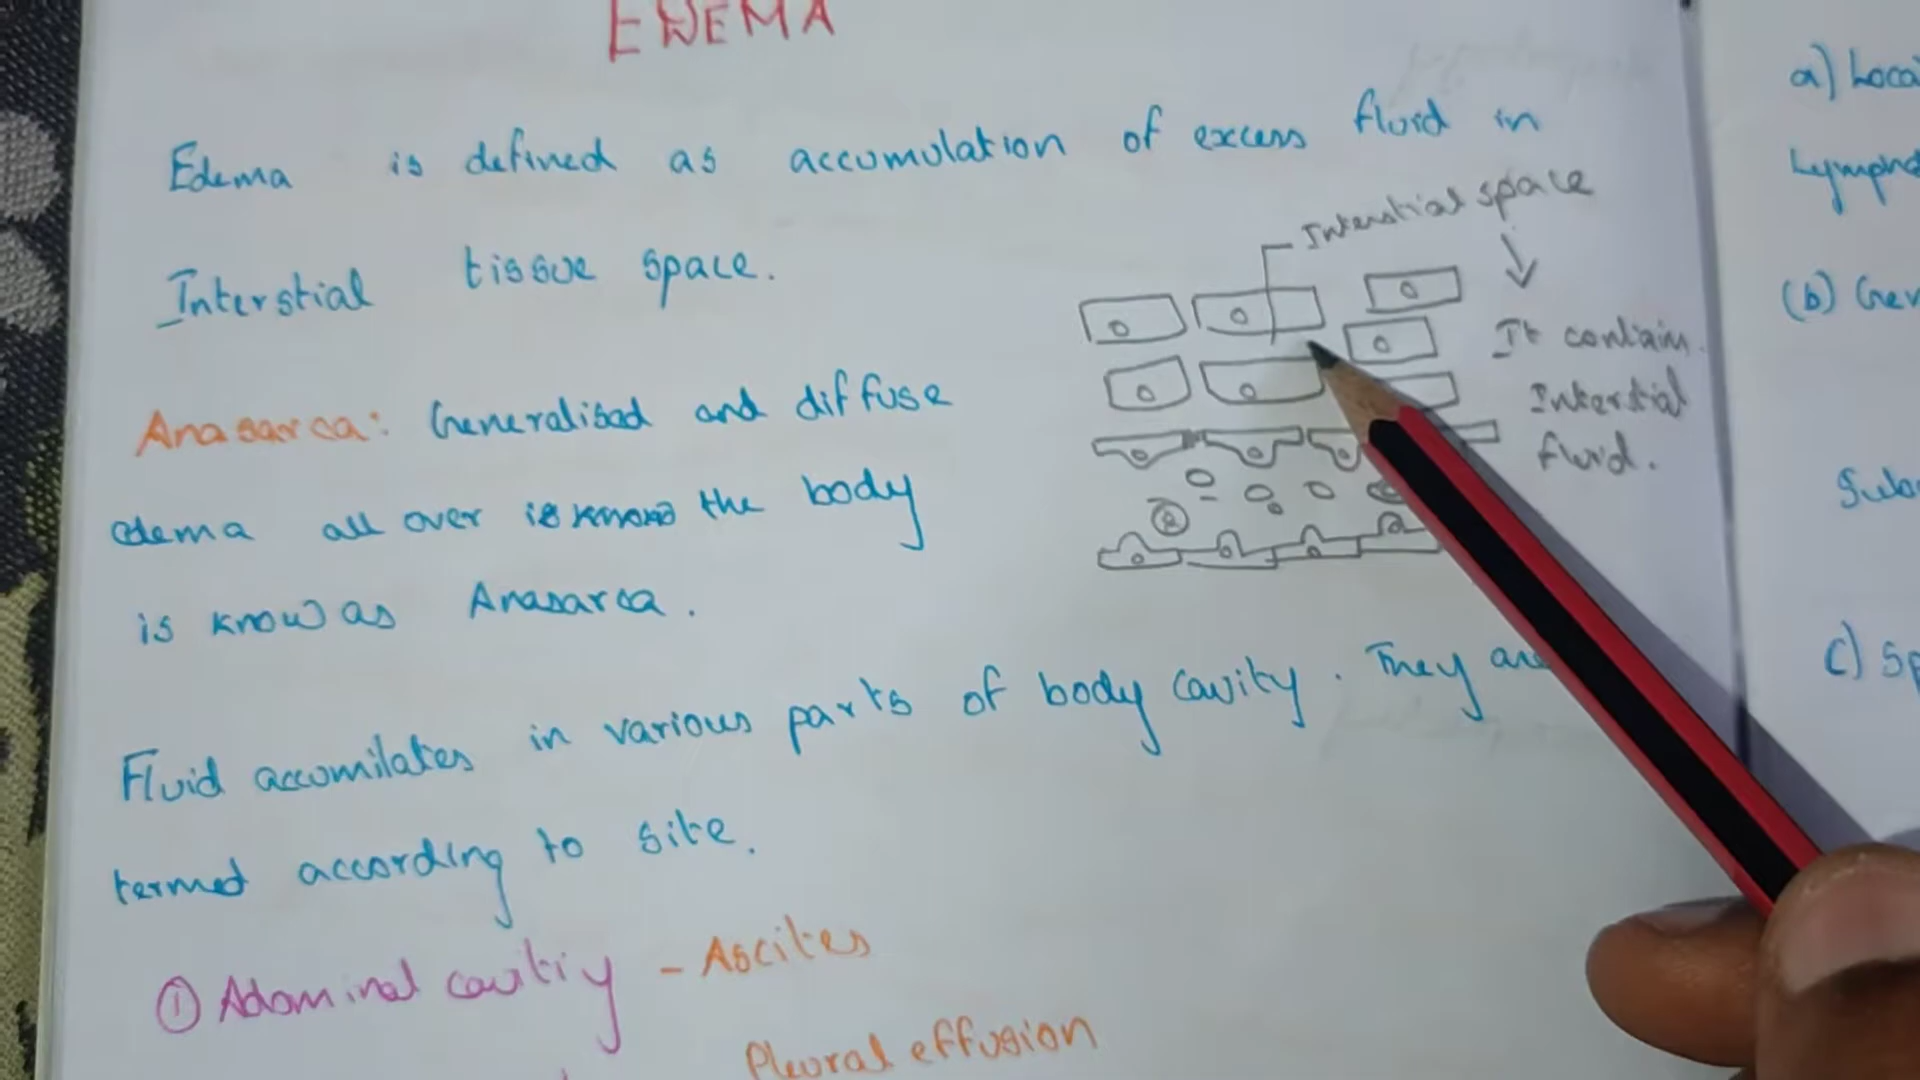 EDEMA
Edema is defined as accumulation of excess fluid in
Interstial tissue space.
Interstial space
It contain
Interstial
fluid.
Anasarca: Generalised and diffuse
edema all over is know the body
is know as Anasarca.
Fluid accumilates in various parts of body cavity. They are
termed according to site.
① Adominal cavitiy - Ascites
Pleural effusion
a) Loca
Lymph
(b) Gen
c) Sp